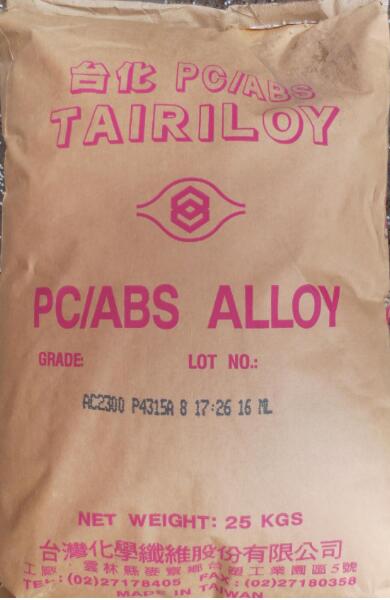 台化 PC/ABS
TAIRILOY
PC/ABS ALLOY
GRADE: LOT NO.:
AC2300 P4315A 8 17:26 16 ML
NET WEIGHT: 25 KGS
台灣化學纖維股份有限公司
工廠：雲林縣麥寮鄉台塑工業園區5號
TEL:(02)27178405 FAX:(02)27180358
MADE IN TAIWAN